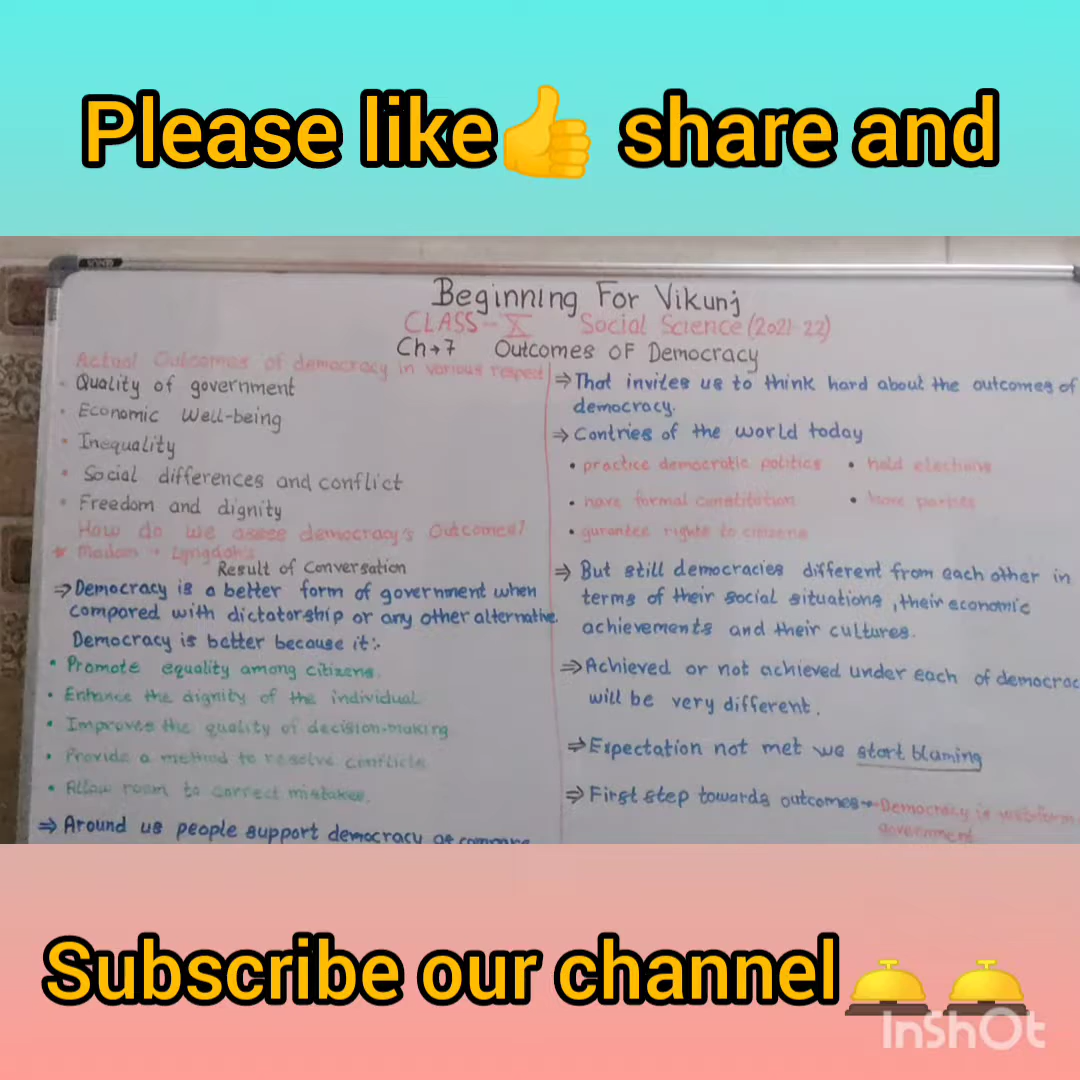 Please like👍 share and
Beginning For Vikunj
CLASS-X Social Science (2021-22)
Ch→7 Outcomes OF Democracy
Actual Outcomes of democracy in various respect
• Quality of government
• Economic Well-being
• Inequality
• Social differences and conflict
• Freedom and dignity
How do we assess democracy's Outcomes?
* Madam → Lyngdoh's
Result of Conversation
⇒ Democracy is a better form of government when
compared with dictatorship or any other alternative.
Democracy is better because it:-
• Promote equality among citizens.
• Enhance the dignity of the individual
• Improves the quality of decision-making
• Provide a method to resolve conflicts
• Allow room to correct mistakes.
⇒ Around us people support democracy as compare
⇒ That invites us to think hard about the outcomes of
democracy.
⇒ Contries of the world today
• practice democratic politics • hold elections
• have formal constitution • have parties
• gurantee rights to citizens
⇒ But still democracies different from each other in
terms of their social situations, their economic
achievements and their cultures.
⇒ Achieved or not achieved under each of democrac
will be very different.
⇒ Expectation not met we start blaming
⇒ First step towards outcomes → Democracy is
government
Subscribe our channel
InShOt